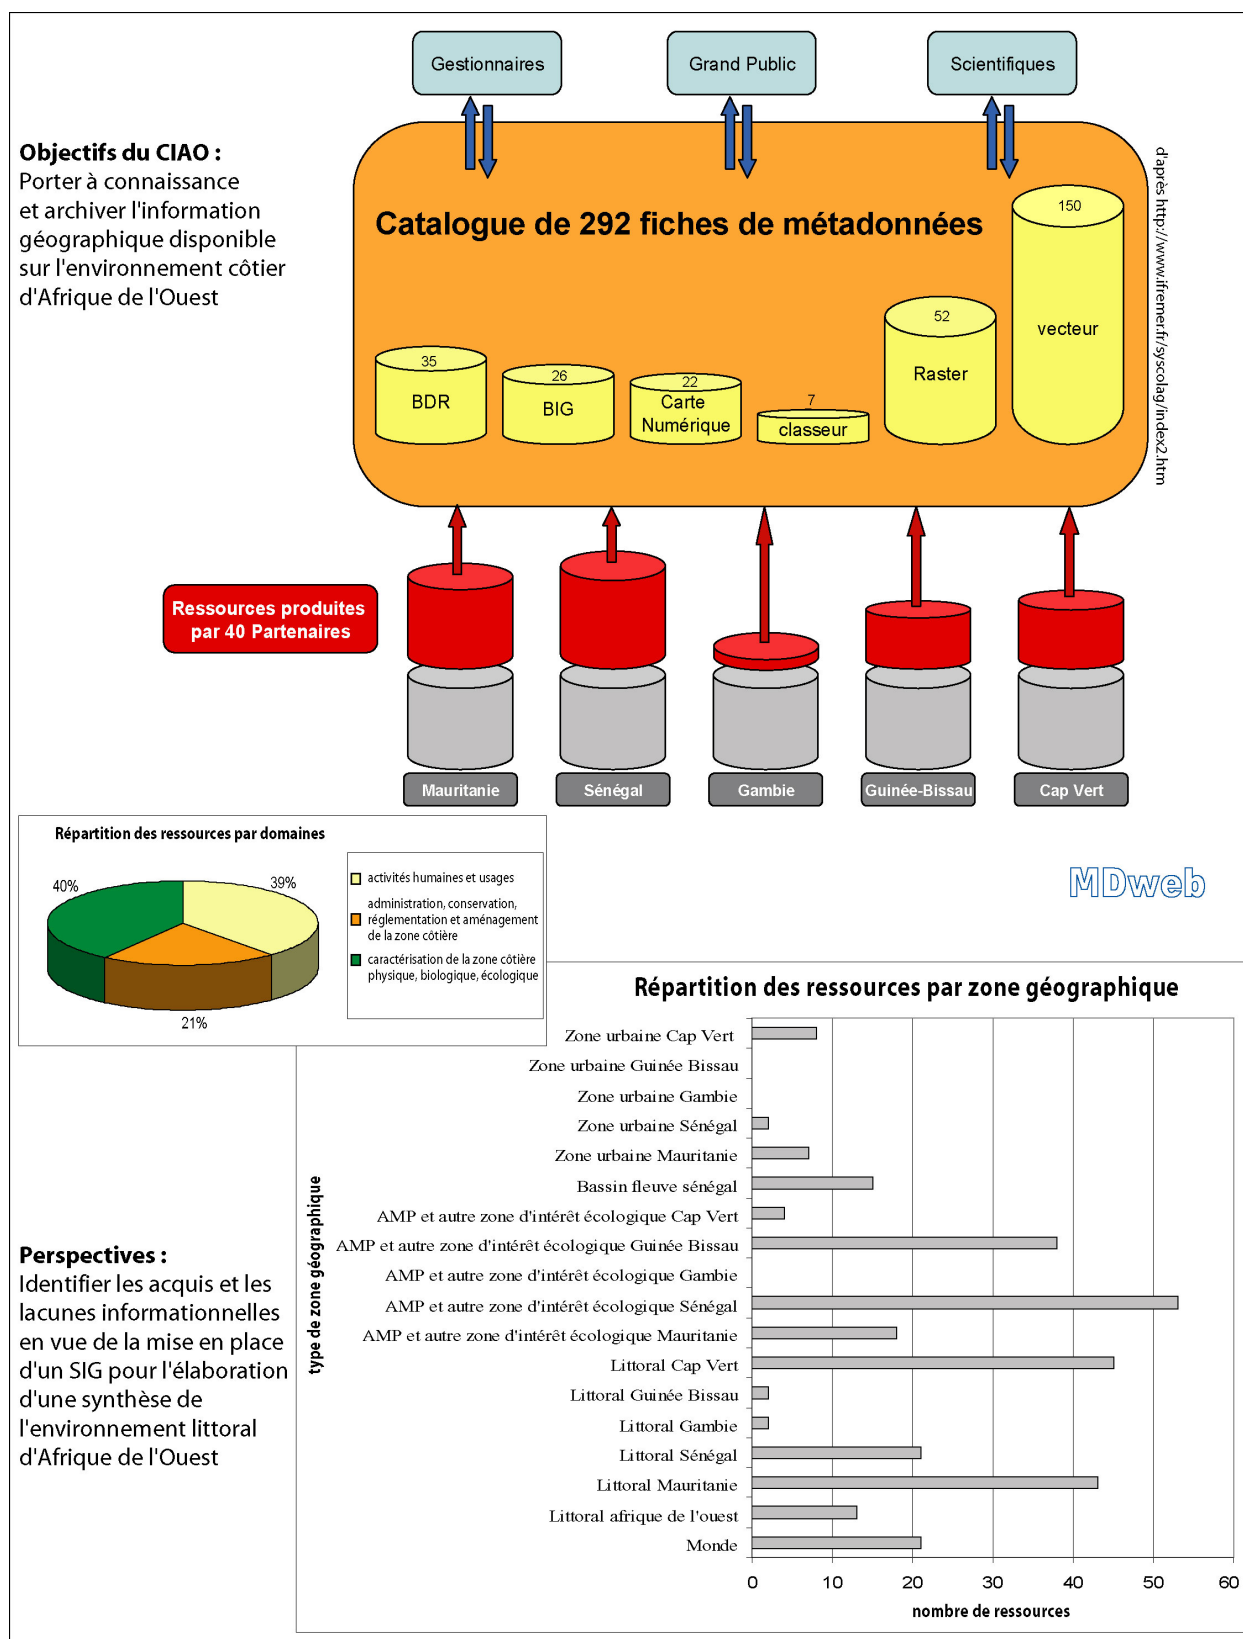 Gestionnaires
Grand Public
Scientifiques
Objectifs du CIAO :
Porter à connaissance
et archiver l'information
géographique disponible
sur l'environnement côtier
d'Afrique de l'Ouest
Catalogue de 292 fiches de métadonnées
35
BDR
26
BIG
22
Carte
Numérique
7
classeur
52
Raster
150
vecteur
d'après http://www.ifremer.fr/syscolag/index2.htm
Ressources produites
par 40 Partenaires
Mauritanie
Sénégal
Gambie
Guinée-Bissau
Cap Vert
Répartition des ressources par domaines
40%
39%
21%
activités humaines et usages
administration, conservation,
réglementation et aménagement
de la zone côtière
caractérisation de la zone côtière
physique, biologique, écologique
MDweb
Perspectives :
Identifier les acquis et les
lacunes informationnelles
en vue de la mise en place
d'un SIG pour l'élaboration
d'une synthèse de
l'environnement littoral
d'Afrique de l'Ouest
Répartition des ressources par zone géographique
type de zone géographique
Zone urbaine Cap Vert
Zone urbaine Guinée Bissau
Zone urbaine Gambie
Zone urbaine Sénégal
Zone urbaine Mauritanie
Bassin fleuve sénégal
AMP et autre zone d'intérêt écologique Cap Vert
AMP et autre zone d'intérêt écologique Guinée Bissau
AMP et autre zone d'intérêt écologique Gambie
AMP et autre zone d'intérêt écologique Sénégal
AMP et autre zone d'intérêt écologique Mauritanie
Littoral Cap Vert
Littoral Guinée Bissau
Littoral Gambie
Littoral Sénégal
Littoral Mauritanie
Littoral afrique de l'ouest
Monde
0 10 20 30 40 50 60
nombre de ressources